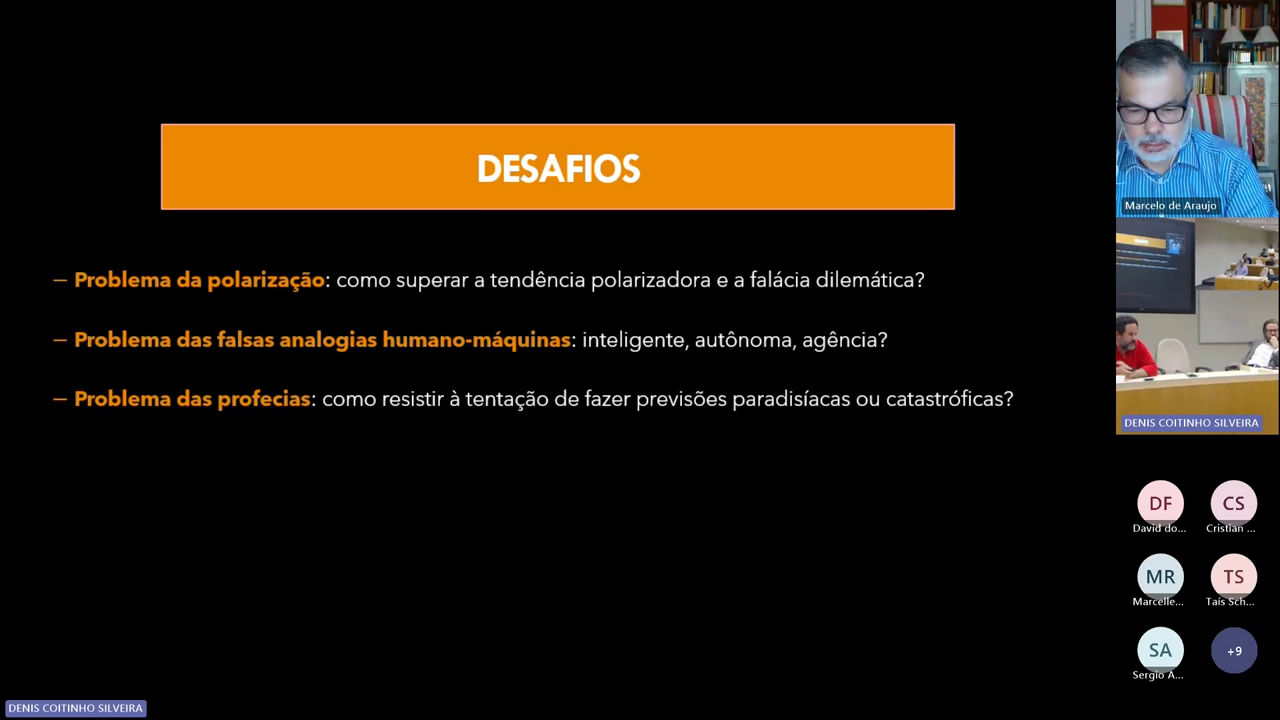 DESAFIOS
– Problema da polarização: como superar a tendência polarizadora e a falácia dilemática?
– Problema das falsas analogias humano-máquinas: inteligente, autônoma, agência?
– Problema das profecias: como resistir à tentação de fazer previsões paradisíacas ou catastróficas?
Marcelo de Araujo
DENIS COITINHO SILVEIRA
DF
David do...
CS
Cristian ...
MR
Marcelle...
TS
Taís Sch...
SA
Sergio A...
+9
DENIS COITINHO SILVEIRA